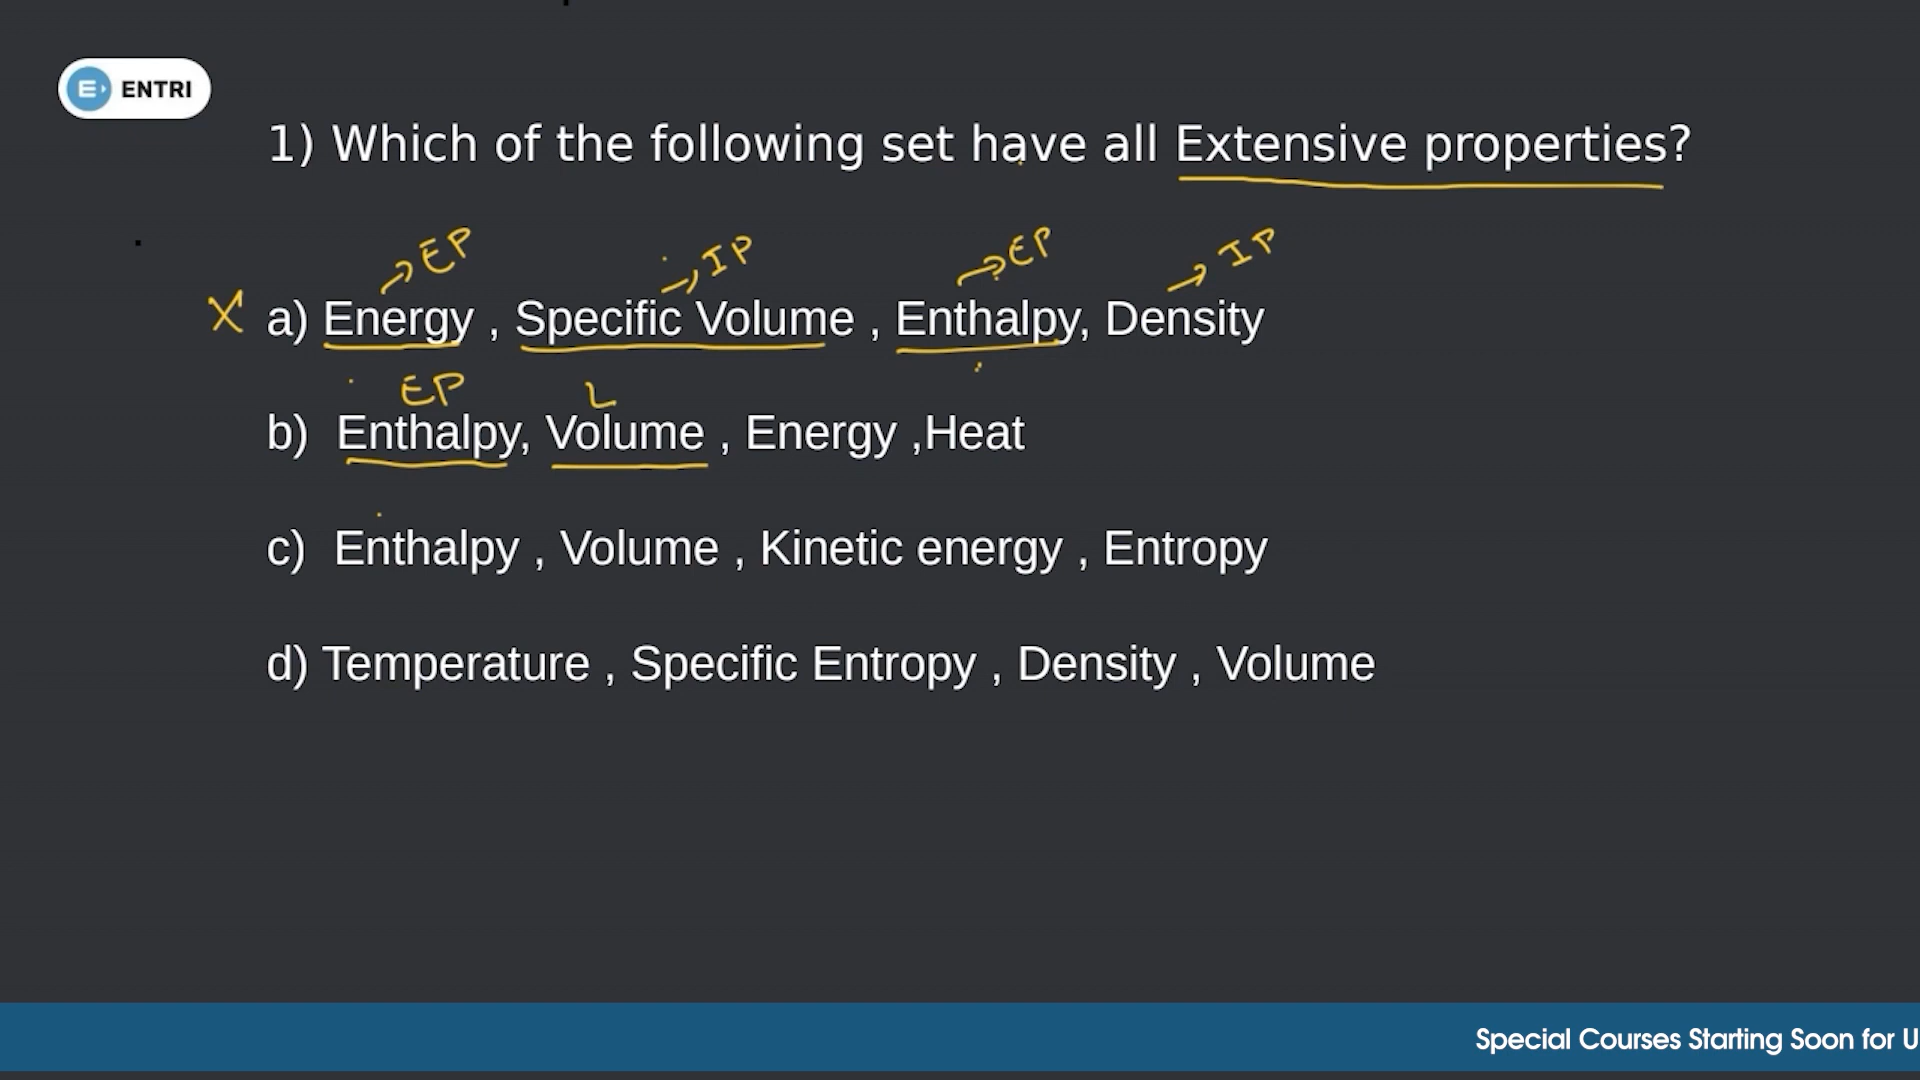 ENTRI
1) Which of the following set have all Extensive properties?
EP IP EP IP
X a) Energy , Specific Volume , Enthalpy, Density
EP
b) Enthalpy, Volume , Energy ,Heat
c) Enthalpy , Volume , Kinetic energy , Entropy
d) Temperature , Specific Entropy , Density , Volume
Special Courses Starting Soon for U